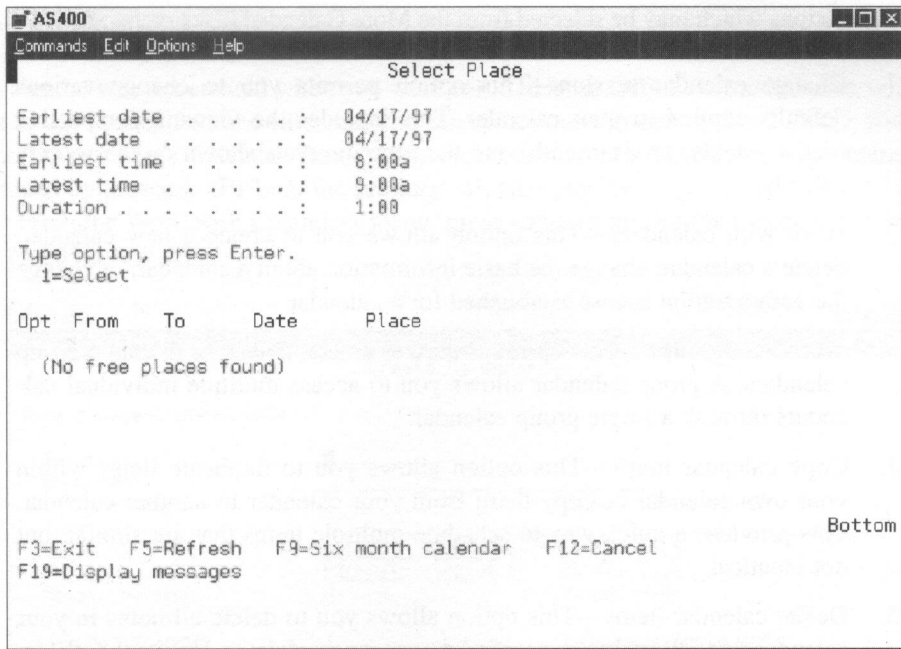 AS400
Commands Edit Options Help
Select Place
Earliest date . . . . . : 04/17/97
Latest date . . . . . . : 04/17/97
Earliest time . . . . . : 8:00a
Latest time . . . . . . : 9:00a
Duration . . . . . . . : 1:00
Type option, press Enter.
1=Select
Opt From To Date Place
(No free places found)
Bottom
F3=Exit F5=Refresh F9=Six month calendar F12=Cancel
F19=Display messages